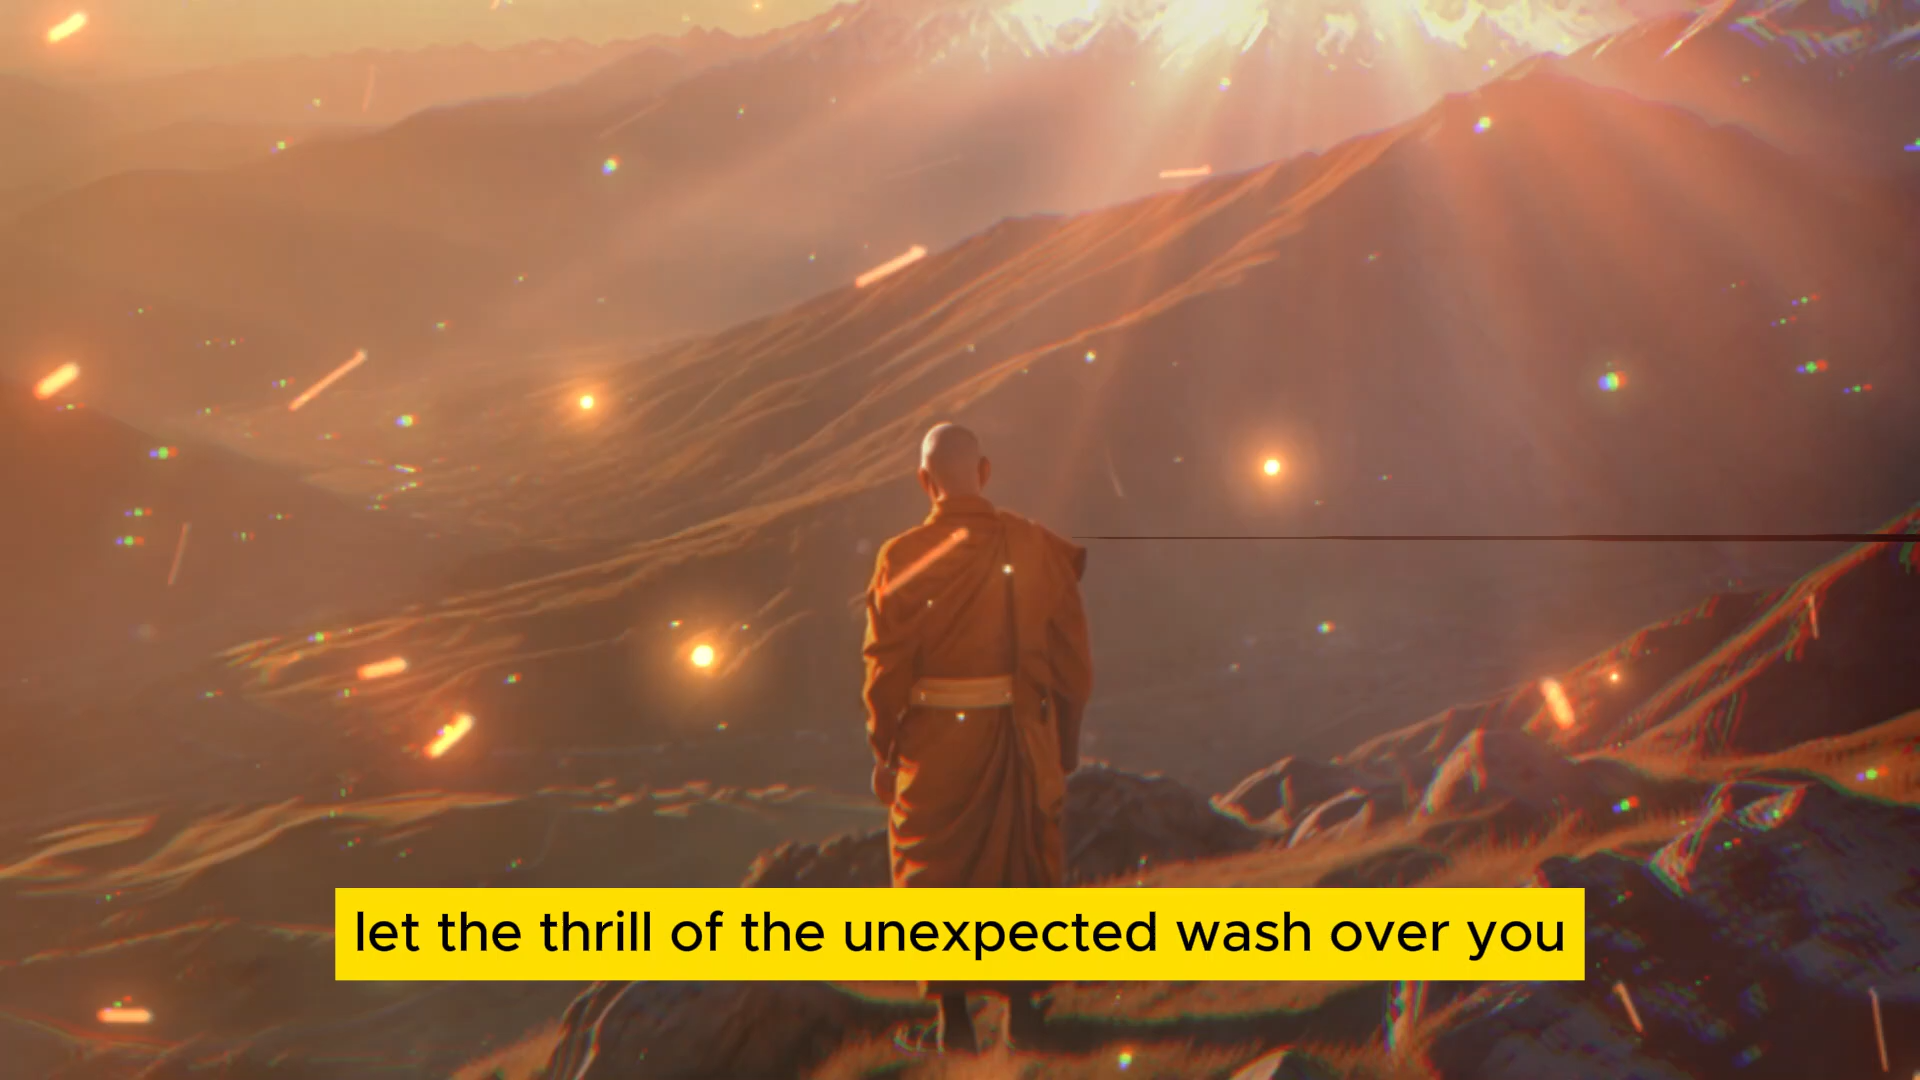 let the thrill of the unexpected wash over you